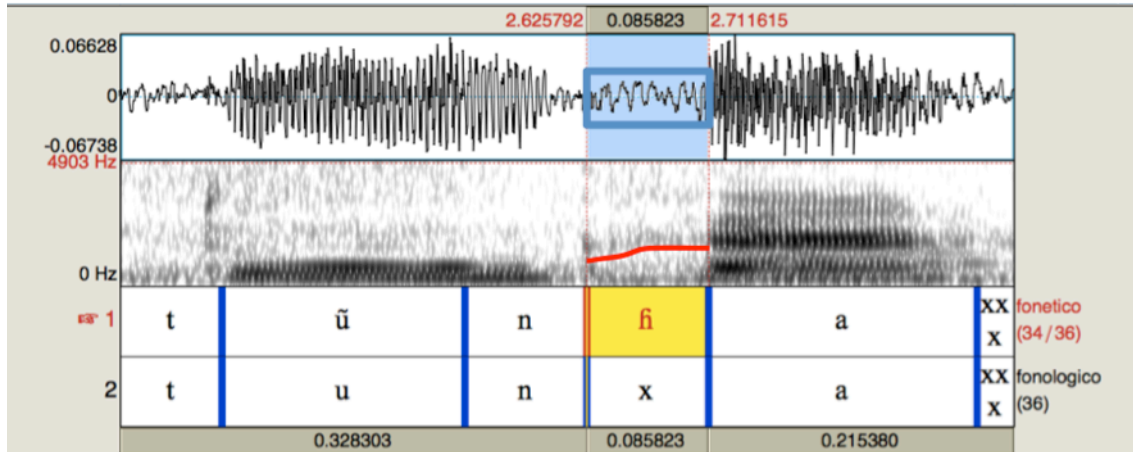 2.625792 0.085823 2.711615
0.06628
0
-0.06738
4903 Hz
0 Hz
☞ 1 t ũ n ɦ a xx x fonetico (34/36)
2 t u n x a xx x fonologico (36)
0.328303 0.085823 0.215380